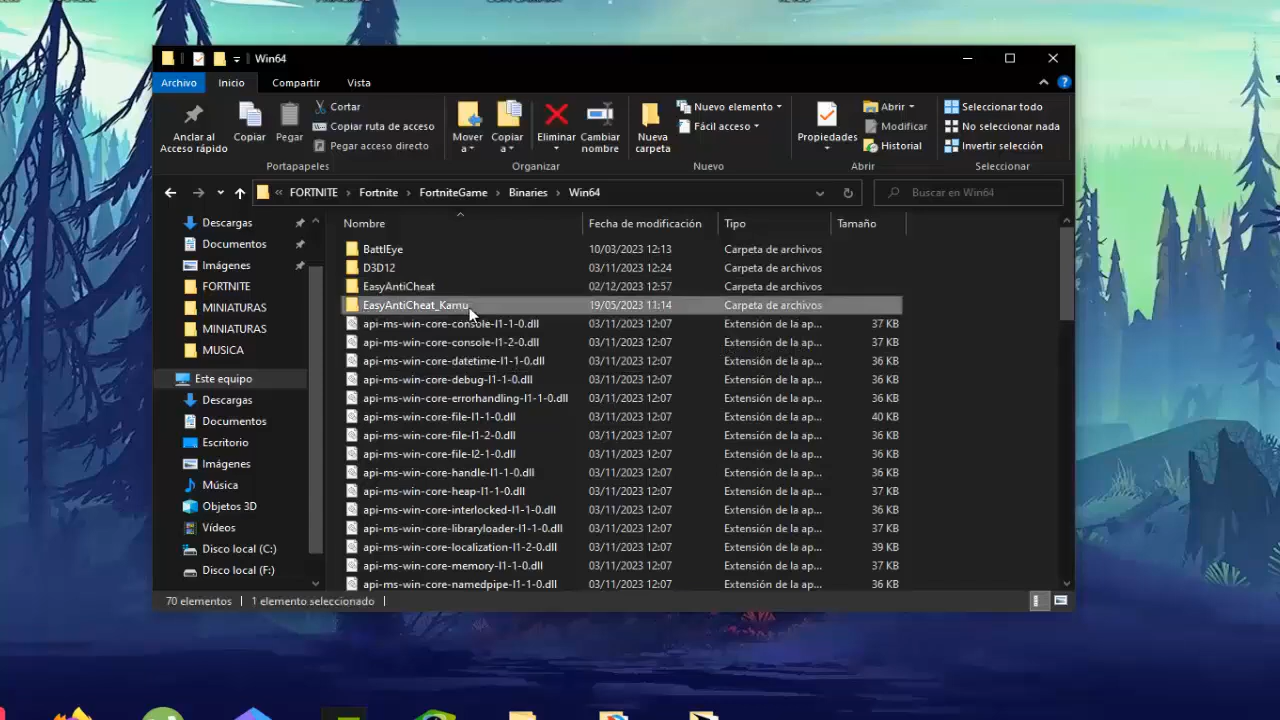 Win64
Archivo Inicio Compartir Vista
Anclar al Acceso rápido
Copiar
Pegar
Cortar
Copiar ruta de acceso
Pegar acceso directo
Portapapeles
Mover a
Copiar a
Eliminar
Cambiar nombre
Organizar
Nueva carpeta
Nuevo elemento
Fácil acceso
Nuevo
Propiedades
Abrir
Modificar
Historial
Abrir
Seleccionar todo
No seleccionar nada
Invertir selección
Seleccionar
« FORTNITE > Fortnite > FortniteGame > Binaries > Win64
Buscar en Win64
Descargas
Documentos
Imágenes
FORTNITE
MINIATURAS
MINIATURAS
MUSICA
Este equipo
Descargas
Documentos
Escritorio
Imágenes
Música
Objetos 3D
Vídeos
Disco local (C:)
Disco local (F:)
Nombre Fecha de modificación Tipo Tamaño
BattlEye 10/03/2023 12:13 Carpeta de archivos
D3D12 03/11/2023 12:24 Carpeta de archivos
EasyAntiCheat 02/12/2023 12:57 Carpeta de archivos
EasyAntiCheat_Kamu 19/05/2023 11:14 Carpeta de archivos
api-ms-win-core-console-l1-1-0.dll 03/11/2023 12:07 Extensión de la ap... 37 KB
api-ms-win-core-console-l1-2-0.dll 03/11/2023 12:07 Extensión de la ap... 37 KB
api-ms-win-core-datetime-l1-1-0.dll 03/11/2023 12:07 Extensión de la ap... 36 KB
api-ms-win-core-debug-l1-1-0.dll 03/11/2023 12:07 Extensión de la ap... 36 KB
api-ms-win-core-errorhandling-l1-1-0.dll 03/11/2023 12:07 Extensión de la ap... 36 KB
api-ms-win-core-file-l1-1-0.dll 03/11/2023 12:07 Extensión de la ap... 40 KB
api-ms-win-core-file-l1-2-0.dll 03/11/2023 12:07 Extensión de la ap... 36 KB
api-ms-win-core-file-l2-1-0.dll 03/11/2023 12:07 Extensión de la ap... 36 KB
api-ms-win-core-handle-l1-1-0.dll 03/11/2023 12:07 Extensión de la ap... 36 KB
api-ms-win-core-heap-l1-1-0.dll 03/11/2023 12:07 Extensión de la ap... 37 KB
api-ms-win-core-interlocked-l1-1-0.dll 03/11/2023 12:07 Extensión de la ap... 36 KB
api-ms-win-core-libraryloader-l1-1-0.dll 03/11/2023 12:07 Extensión de la ap... 37 KB
api-ms-win-core-localization-l1-2-0.dll 03/11/2023 12:07 Extensión de la ap... 39 KB
api-ms-win-core-memory-l1-1-0.dll 03/11/2023 12:07 Extensión de la ap... 37 KB
api-ms-win-core-namedpipe-l1-1-0.dll 03/11/2023 12:07 Extensión de la ap... 36 KB
70 elementos 1 elemento seleccionado